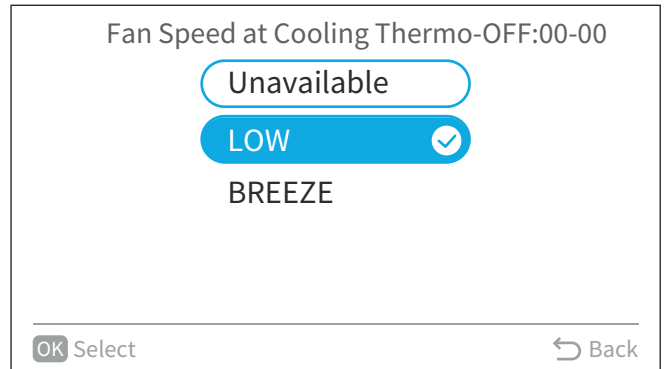 Fan Speed at Cooling Thermo-OFF:00-00
Unavailable
LOW
BREEZE
OK Select
Back